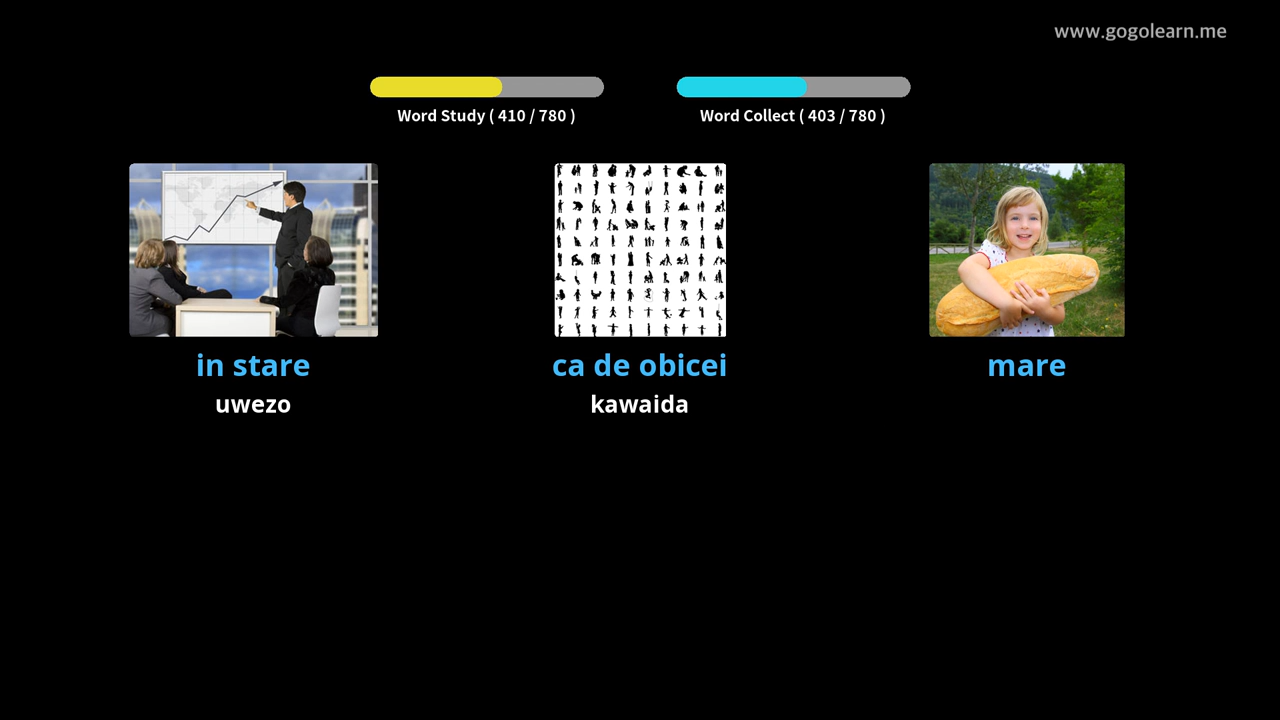 www.gogolearn.me
Word Study ( 410 / 780 )
Word Collect ( 403 / 780 )
in stare
ca de obicei
mare
uwezo
kawaida